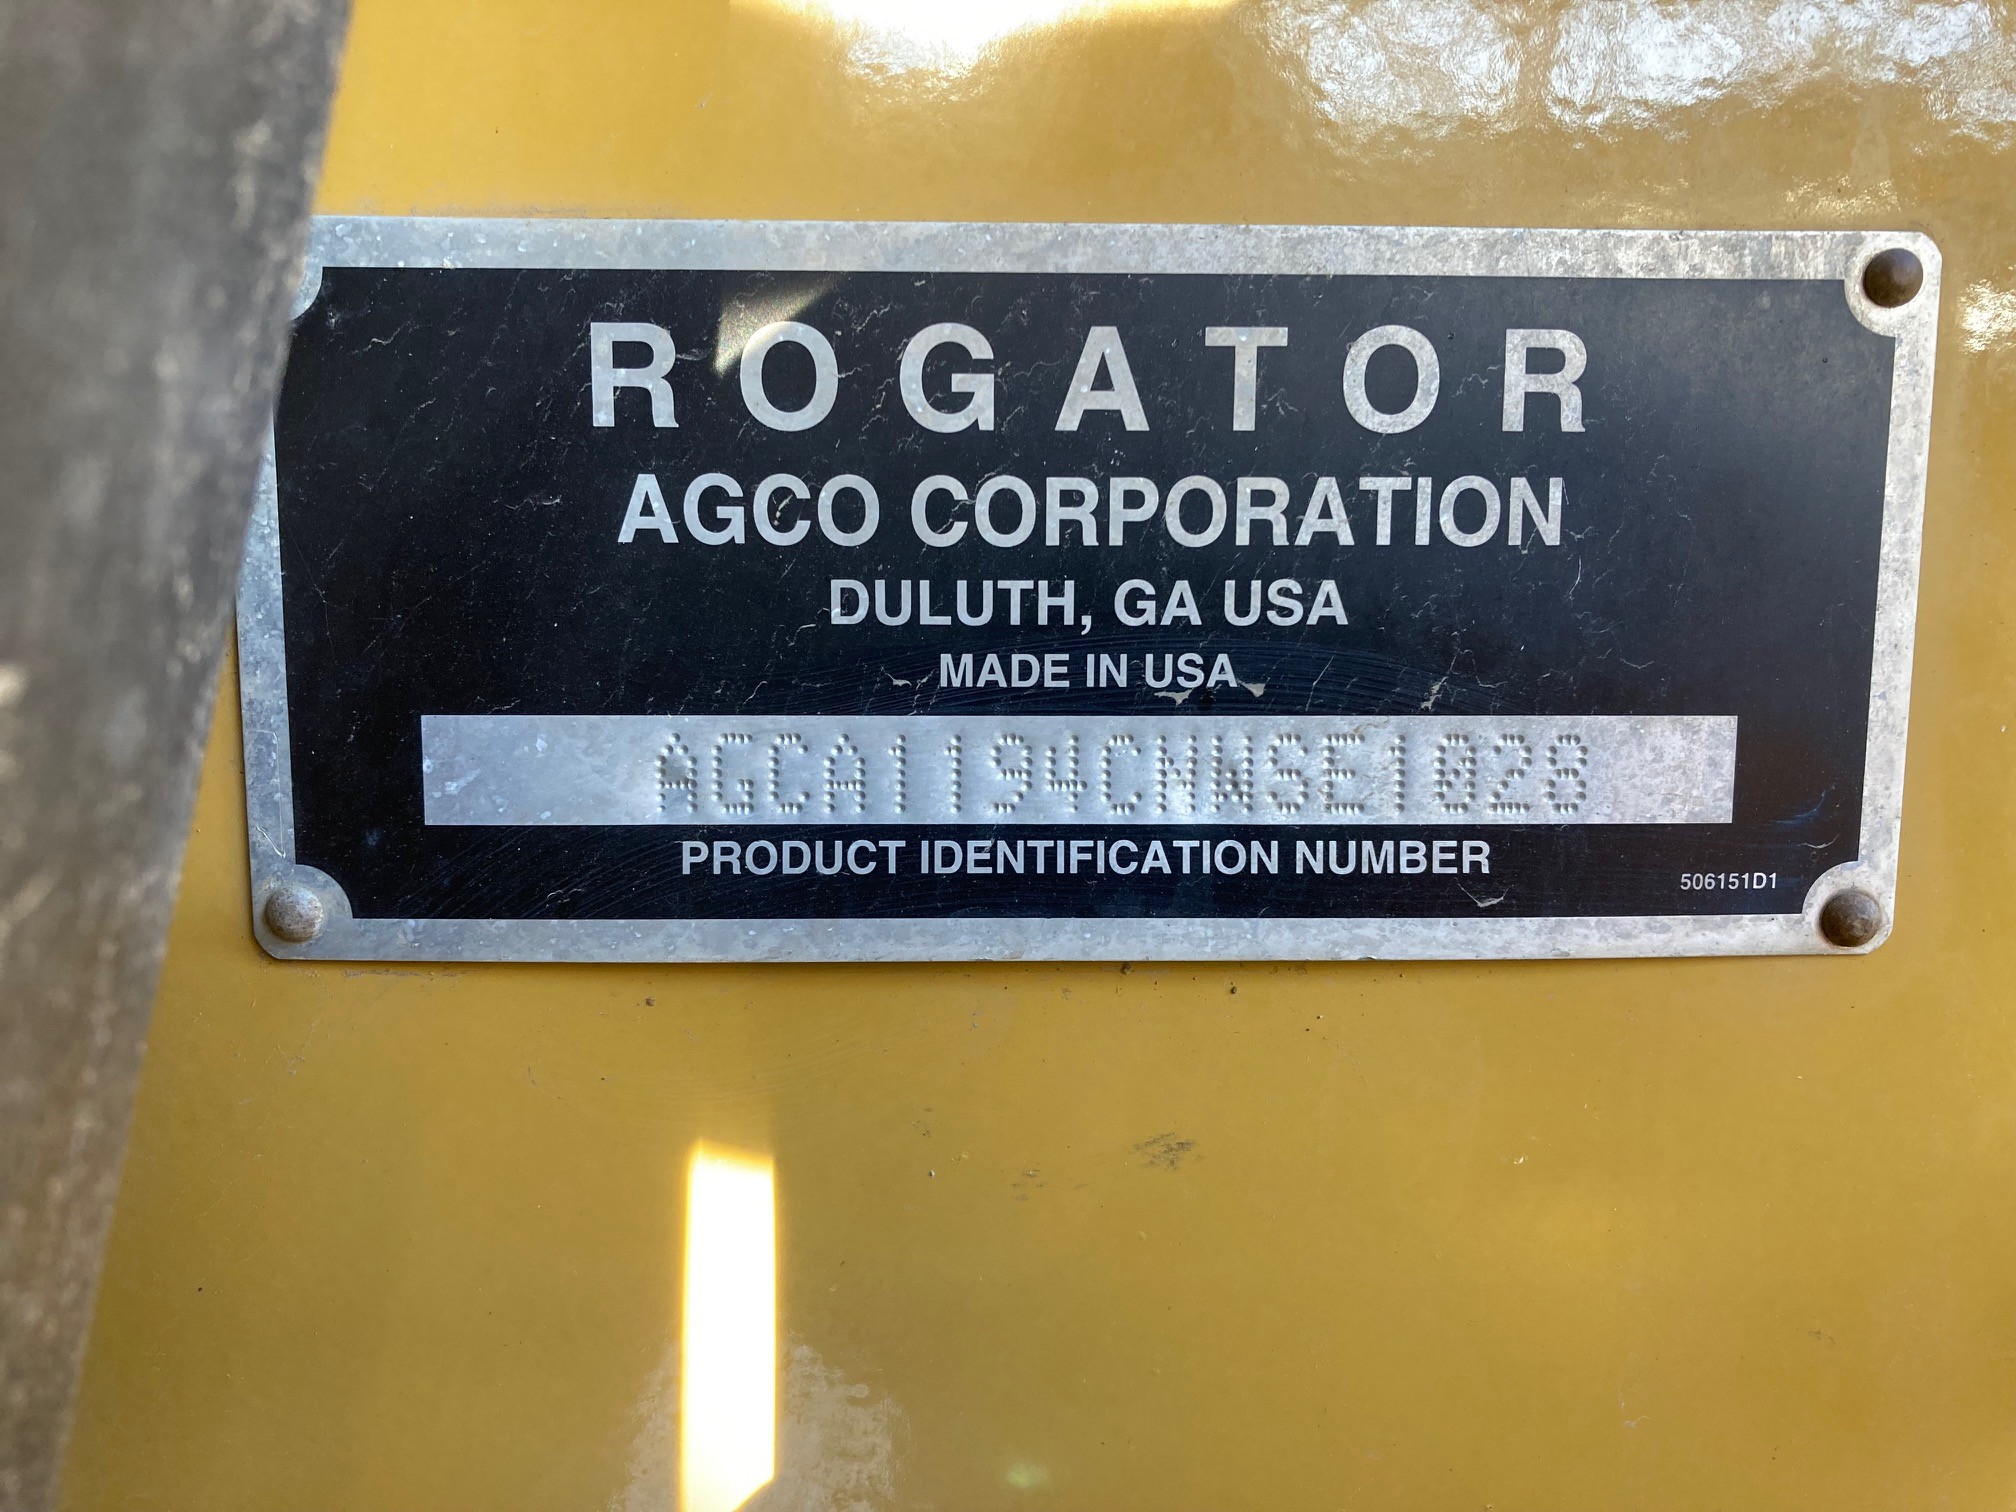 ROGATOR
AGCO CORPORATION
DULUTH, GA USA
MADE IN USA
AGCA1194CNWSE1028
PRODUCT IDENTIFICATION NUMBER
506151D1